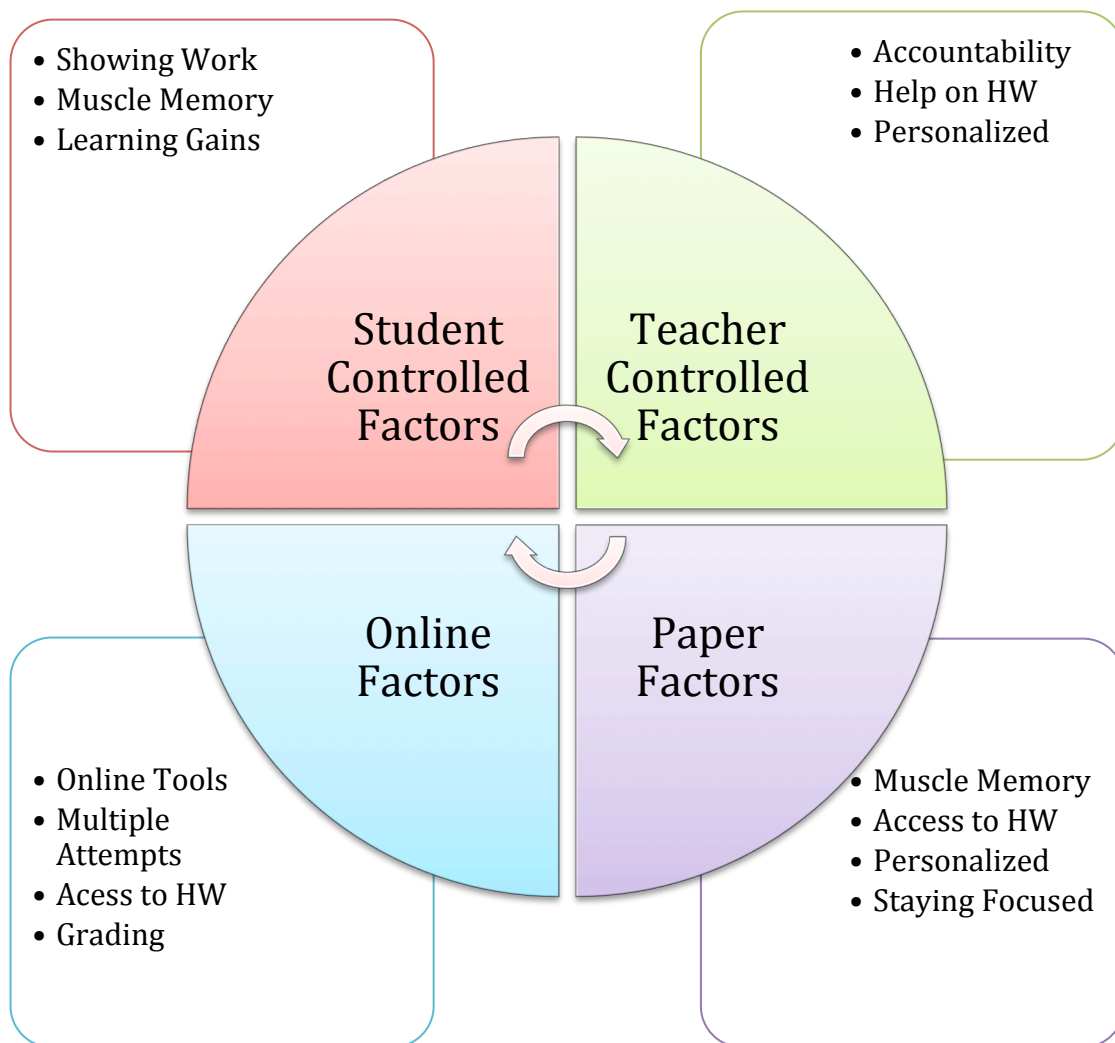 • Showing Work
• Muscle Memory
• Learning Gains
• Accountability
• Help on HW
• Personalized
Student
Controlled
Factors
Teacher
Controlled
Factors
Online
Factors
Paper
Factors
• Online Tools
• Multiple
Attempts
• Acess to HW
• Grading
• Muscle Memory
• Access to HW
• Personalized
• Staying Focused